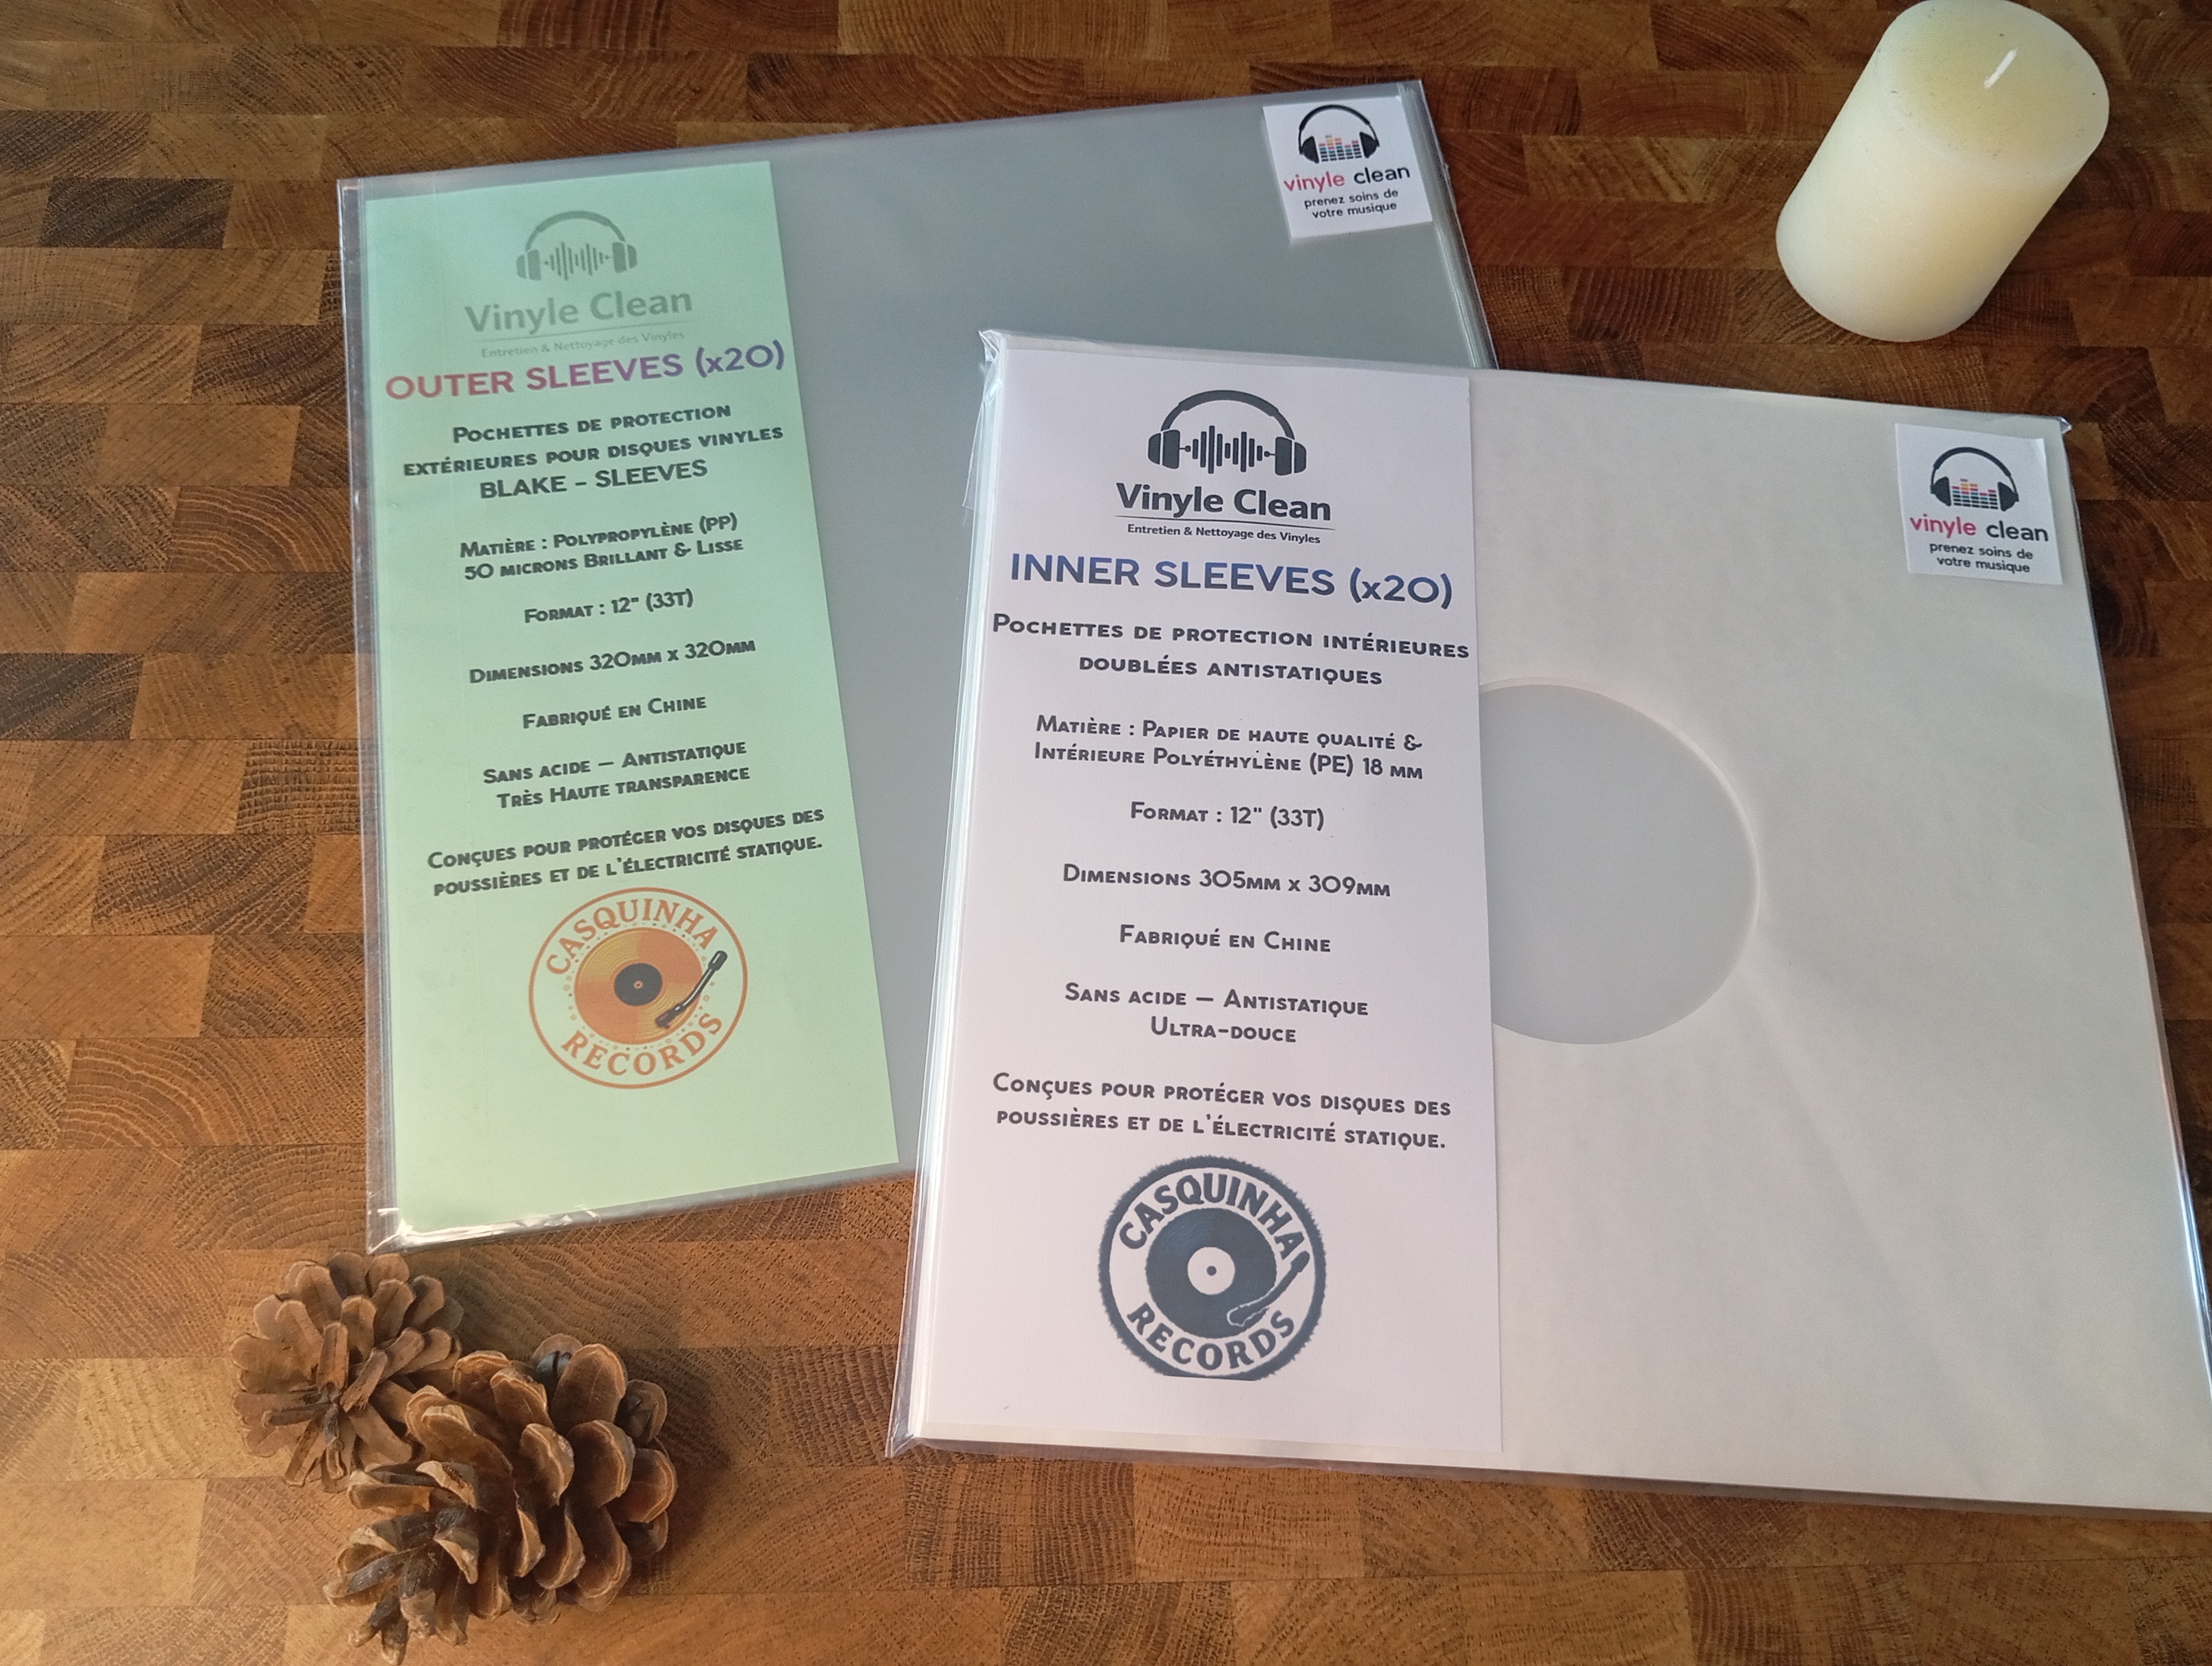 Vinyle Clean
Entretien & Nettoyage des Vinyles
OUTER SLEEVES (x20)
Pochettes de protection
extérieures pour disques vinyles
BLAKE - SLEEVES
Matière : Polypropylène (PP)
50 microns Brillant & Lisse
Format : 12" (33T)
Dimensions 320mm x 320mm
Fabriqué en Chine
Sans acide – Antistatique
Très Haute transparence
Conçues pour protéger vos disques des
poussières et de l'électricité statique.
CASQUINHA
RECORDS
vinyle clean
prenez soins de
votre musique
Vinyle Clean
Entretien & Nettoyage des Vinyles
INNER SLEEVES (x20)
Pochettes de protection intérieures
doublées antistatiques
Matière : Papier de haute qualité &
Intérieure Polyéthylène (PE) 18 mm
Format : 12" (33T)
Dimensions 305mm x 309mm
Fabriqué en Chine
Sans acide – Antistatique
Ultra-douce
Conçues pour protéger vos disques des
poussières et de l'électricité statique.
CASQUINHA
RECORDS
vinyle clean
prenez soins de
votre musique